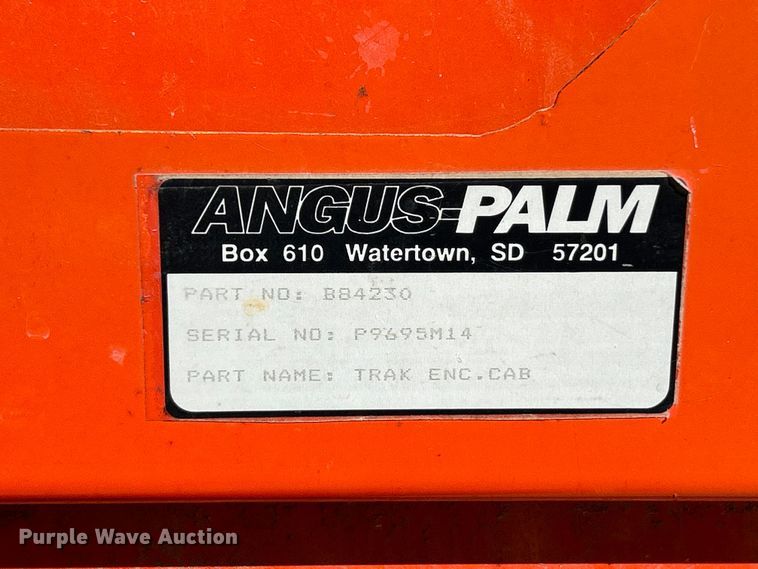 ANGUS-PALM
Box 610 Watertown, SD 57201
PART NO: B84230
SERIAL NO: P9695M14
PART NAME: TRAK ENC.CAB
Purple Wave Auction